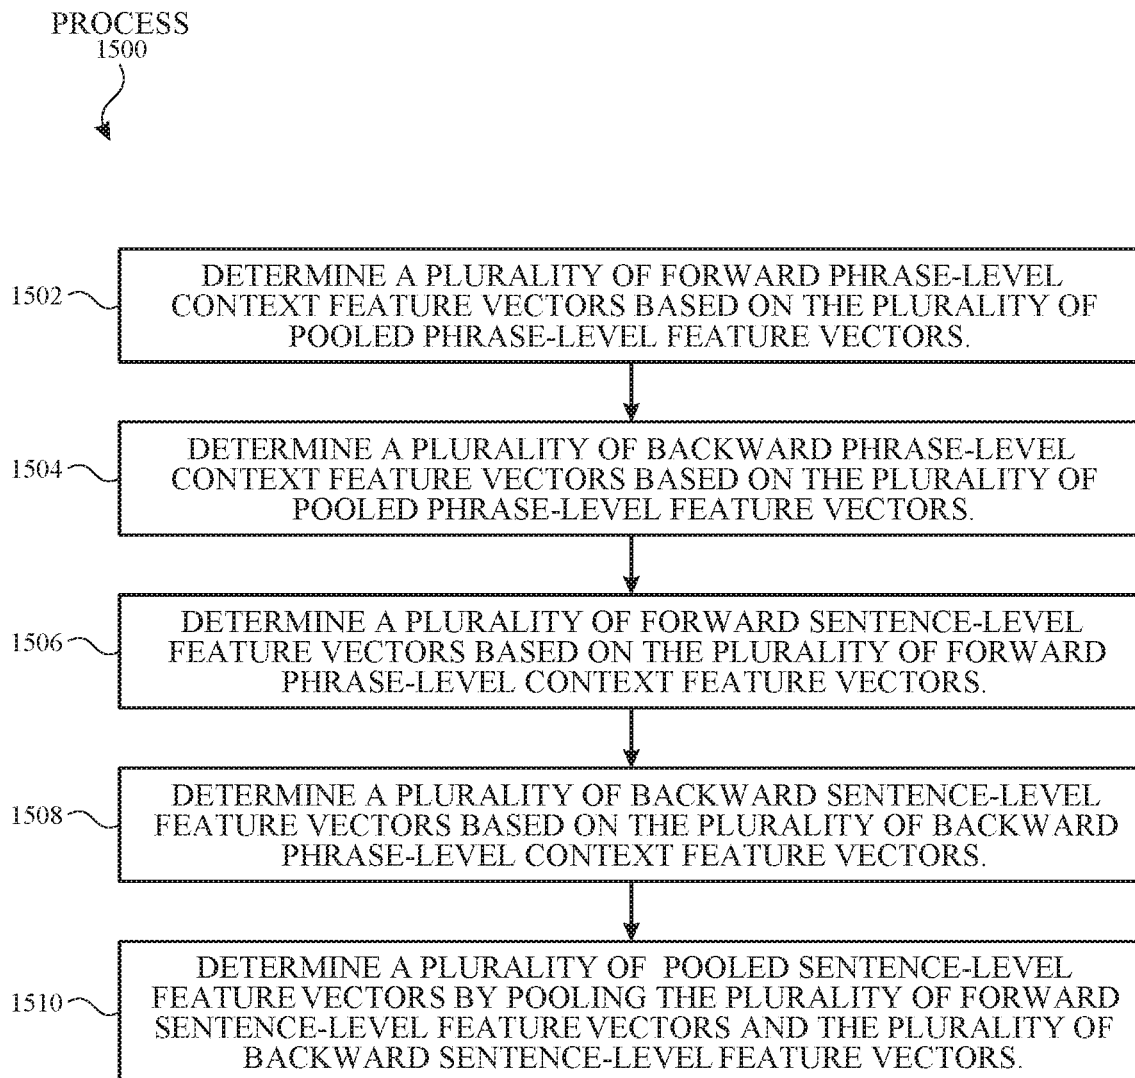 PROCESS
1500
1502
DETERMINE A PLURALITY OF FORWARD PHRASE-LEVEL
CONTEXT FEATURE VECTORS BASED ON THE PLURALITY OF
POOLED PHRASE-LEVEL FEATURE VECTORS.
1504
DETERMINE A PLURALITY OF BACKWARD PHRASE-LEVEL
CONTEXT FEATURE VECTORS BASED ON THE PLURALITY OF
POOLED PHRASE-LEVEL FEATURE VECTORS.
1506
DETERMINE A PLURALITY OF FORWARD SENTENCE-LEVEL
FEATURE VECTORS BASED ON THE PLURALITY OF FORWARD
PHRASE-LEVEL CONTEXT FEATURE VECTORS.
1508
DETERMINE A PLURALITY OF BACKWARD SENTENCE-LEVEL
FEATURE VECTORS BASED ON THE PLURALITY OF BACKWARD
PHRASE-LEVEL CONTEXT FEATURE VECTORS.
1510
DETERMINE A PLURALITY OF POOLED SENTENCE-LEVEL
FEATURE VECTORS BY POOLING THE PLURALITY OF FORWARD
SENTENCE-LEVEL FEATURE VECTORS AND THE PLURALITY OF
BACKWARD SENTENCE-LEVEL FEATURE VECTORS.